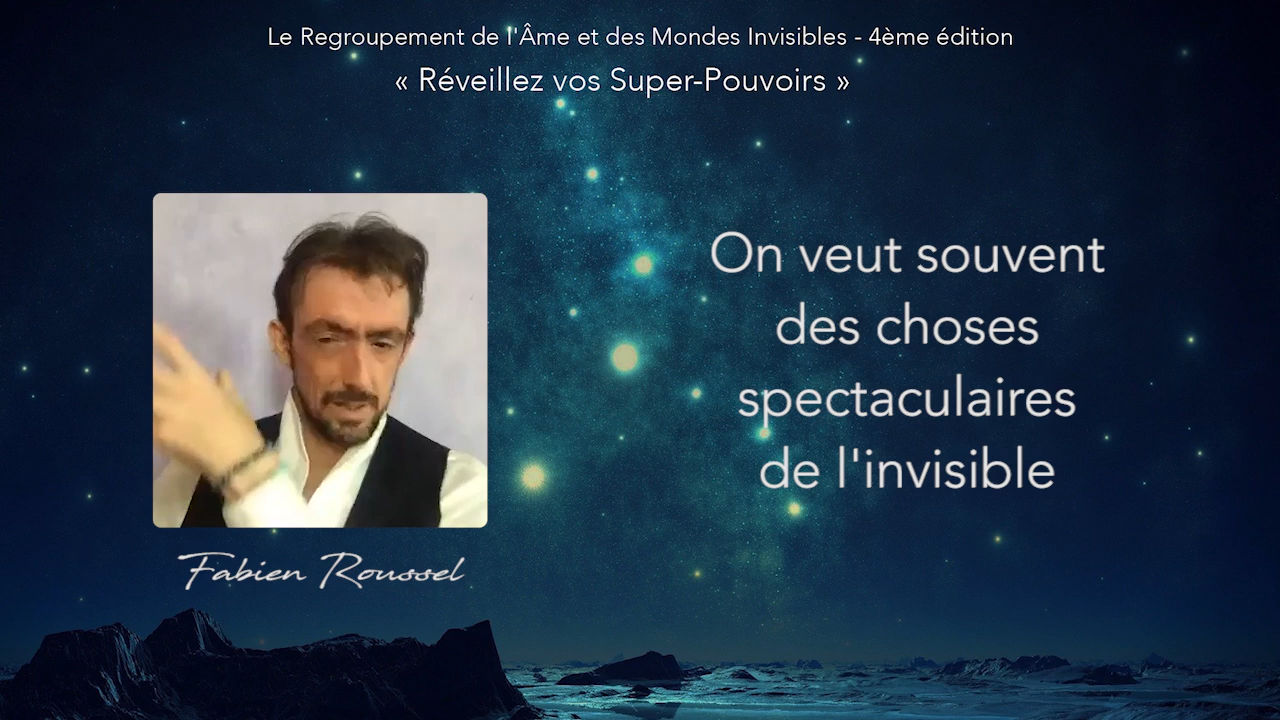 Le Regroupement de l'Âme et des Mondes Invisibles - 4ème édition
« Réveillez vos Super-Pouvoirs »
On veut souvent
des choses
spectaculaires
de l'invisible
Fabien Roussel